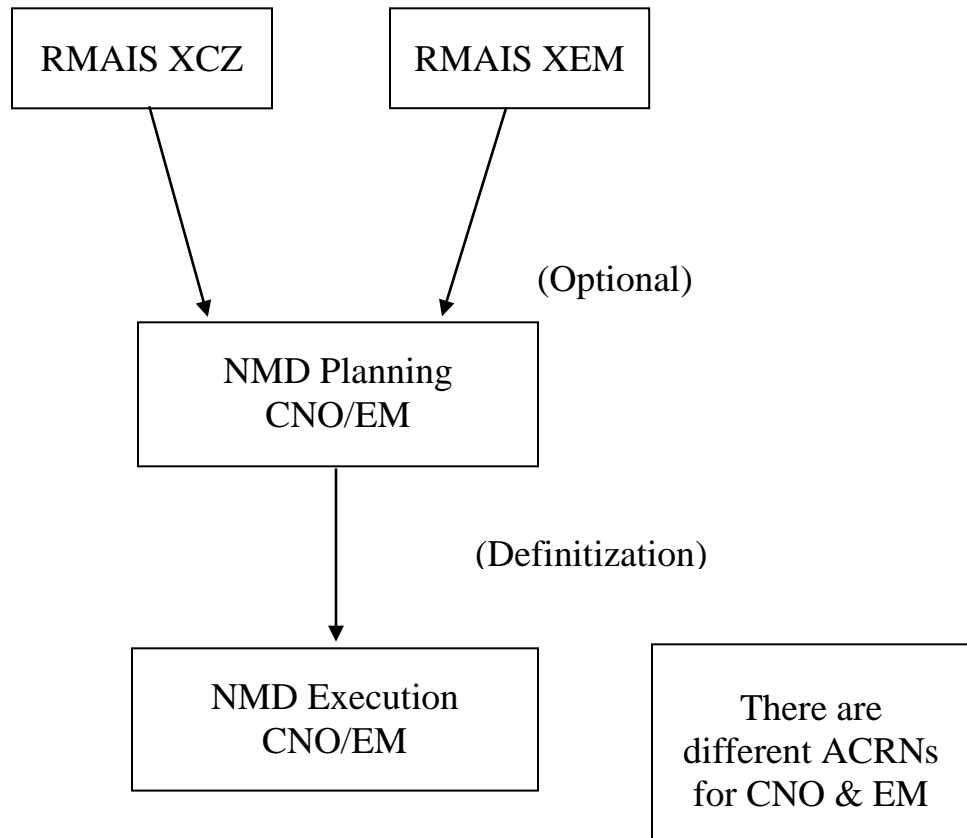 RMAIS XCZ
RMAIS XEM
(Optional)
NMD Planning
CNO/EM
(Definitization)
NMD Execution
CNO/EM
There are
different ACRNs
for CNO & EM